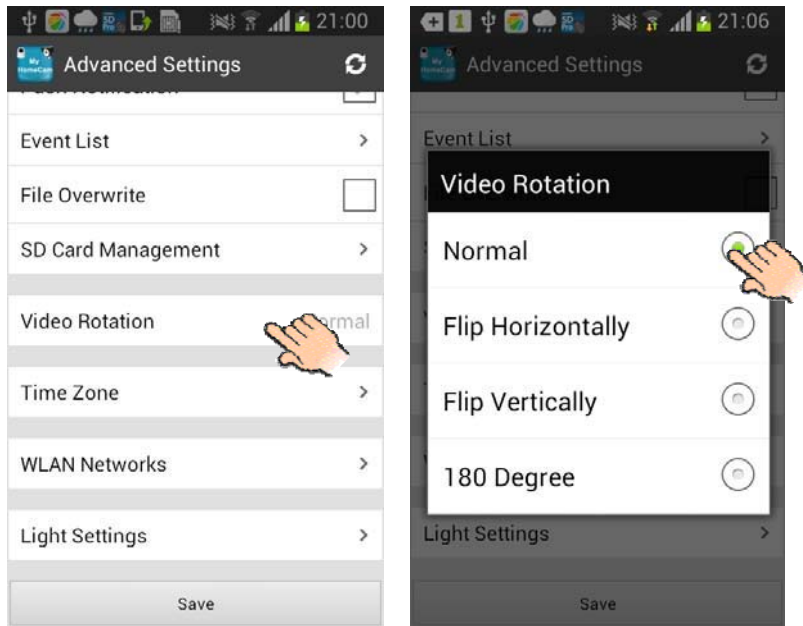 21:00
My
HomeCam
Advanced Settings
Event List
File Overwrite
SD Card Management
Video Rotation
Time Zone
WLAN Networks
Light Settings
Save
1
21:06
Advanced Settings
Event List
Video Rotation
Normal
Flip Horizontally
Flip Vertically
180 Degree
Light Settings
Save